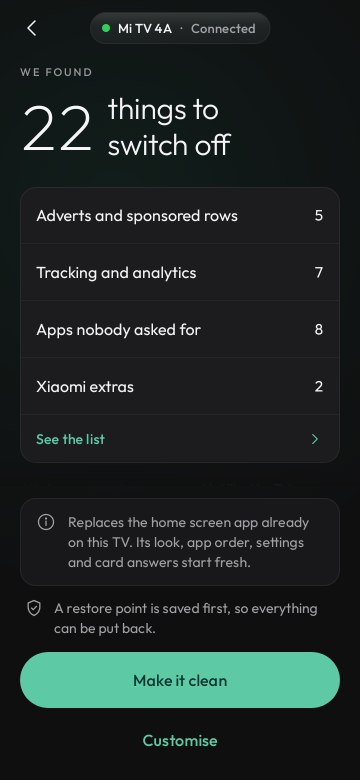 Mi TV 4A · Connected
WE FOUND
22 things to
switch off
Adverts and sponsored rows 5
Tracking and analytics 7
Apps nobody asked for 8
Xiaomi extras 2
See the list
Replaces the home screen app already
on this TV. Its look, app order, settings
and card answers start fresh.
A restore point is saved first, so everything
can be put back.
Make it clean
Customise